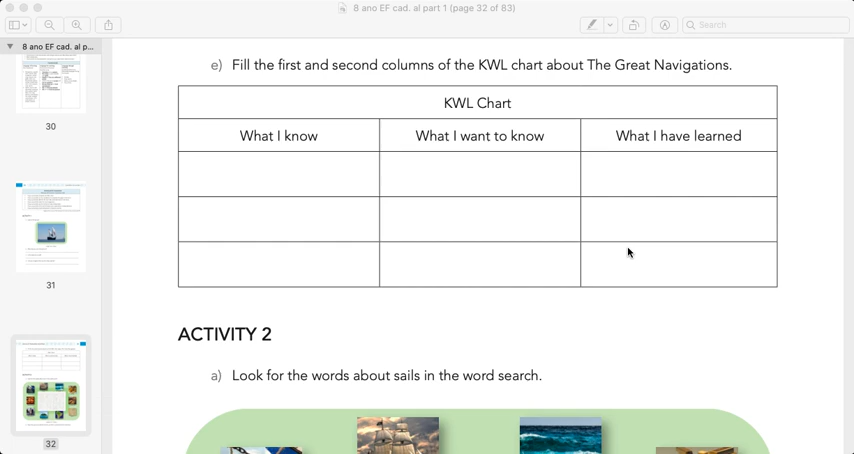 8 ano EF cad. al part 1 (page 32 of 83)
Search
8 ano EF cad. al p...
30
31
32
e) Fill the first and second columns of the KWL chart about The Great Navigations.
KWL Chart
What I know What I want to know What I have learned
ACTIVITY 2
a) Look for the words about sails in the word search.